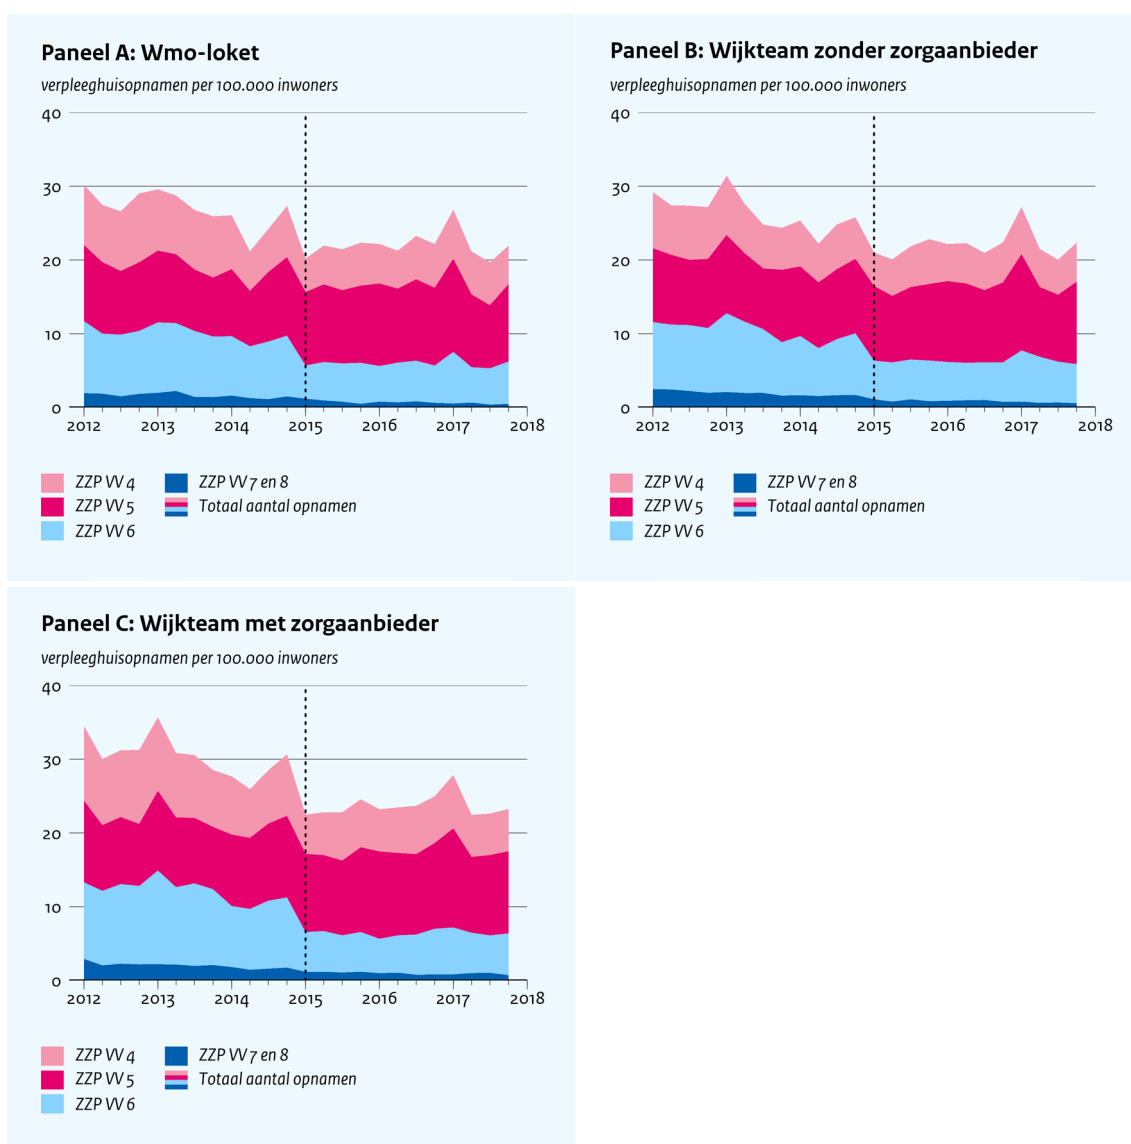 Paneel A: Wmo-loket
verpleeghuisopnamen per 100.000 inwoners
40
30
20
10
0
2012 2013 2014 2015 2016 2017 2018
ZZP VV 4
ZZP VV 7 en 8
ZZP VV 5
Totaal aantal opnamen
ZZP VV 6
Paneel B: Wijkteam zonder zorgaanbieder
verpleeghuisopnamen per 100.000 inwoners
40
30
20
10
0
2012 2013 2014 2015 2016 2017 2018
ZZP VV 4
ZZP VV 7 en 8
ZZP VV 5
Totaal aantal opnamen
ZZP VV 6
Paneel C: Wijkteam met zorgaanbieder
verpleeghuisopnamen per 100.000 inwoners
40
30
20
10
0
2012 2013 2014 2015 2016 2017 2018
ZZP VV 4
ZZP VV 7 en 8
ZZP VV 5
Totaal aantal opnamen
ZZP VV 6